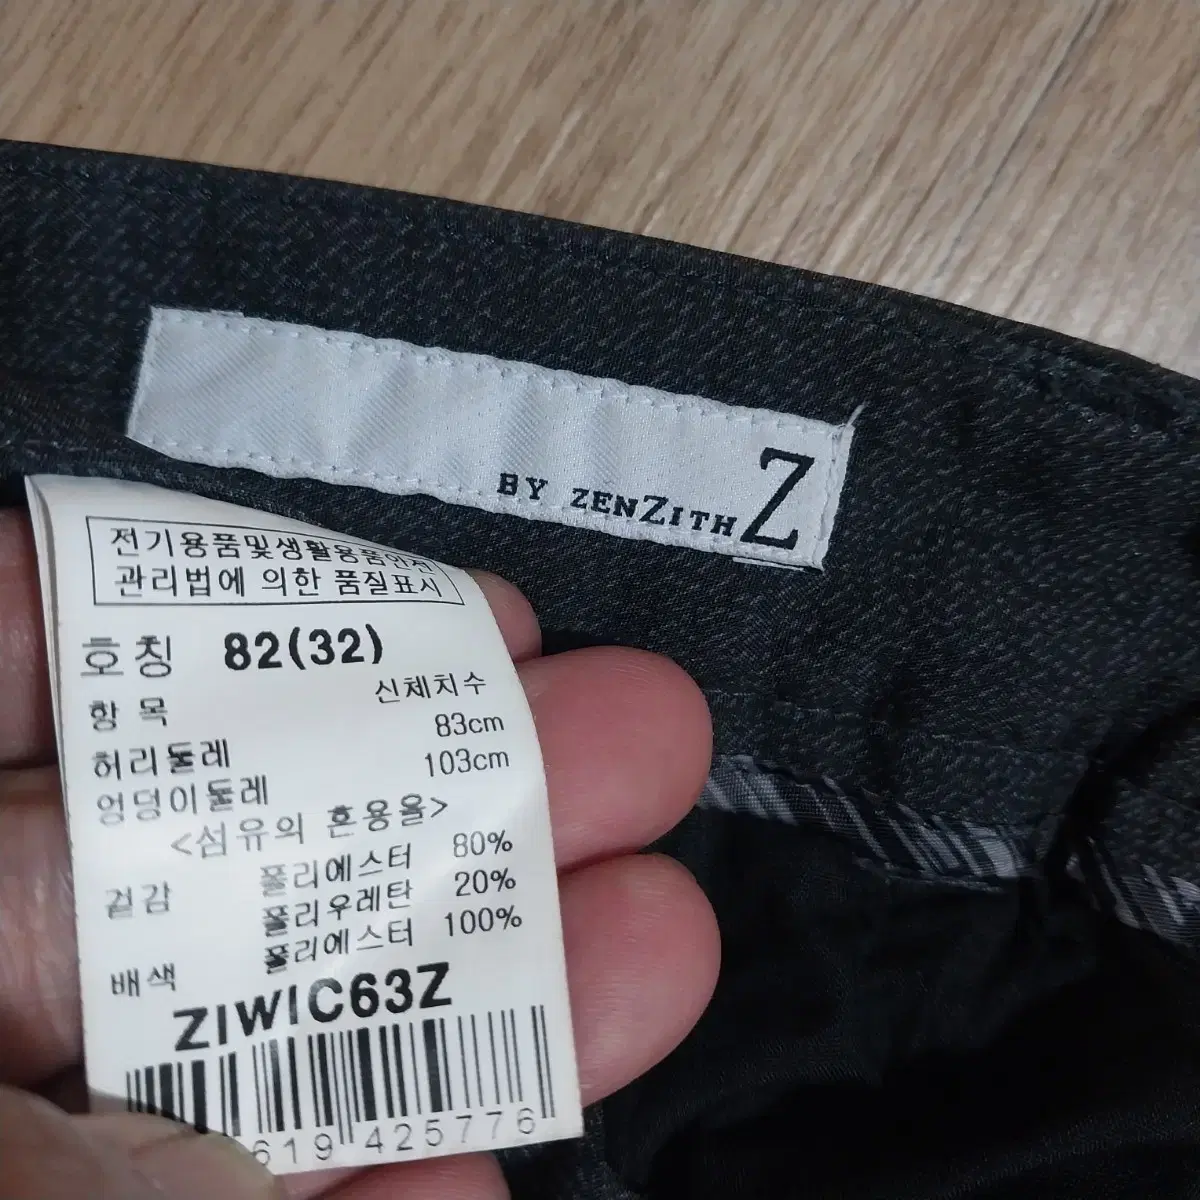 BY ZENZITH Z
전기용품및생활용품안전
관리법에 의한 품질표시
호칭 82(32)
항목 신체치수
허리둘레 83cm
엉덩이둘레 103cm
<섬유의 혼용율>
겉감 폴리에스터 80%
폴리우레탄 20%
배색 폴리에스터 100%
ZIWIC63Z
619 425776